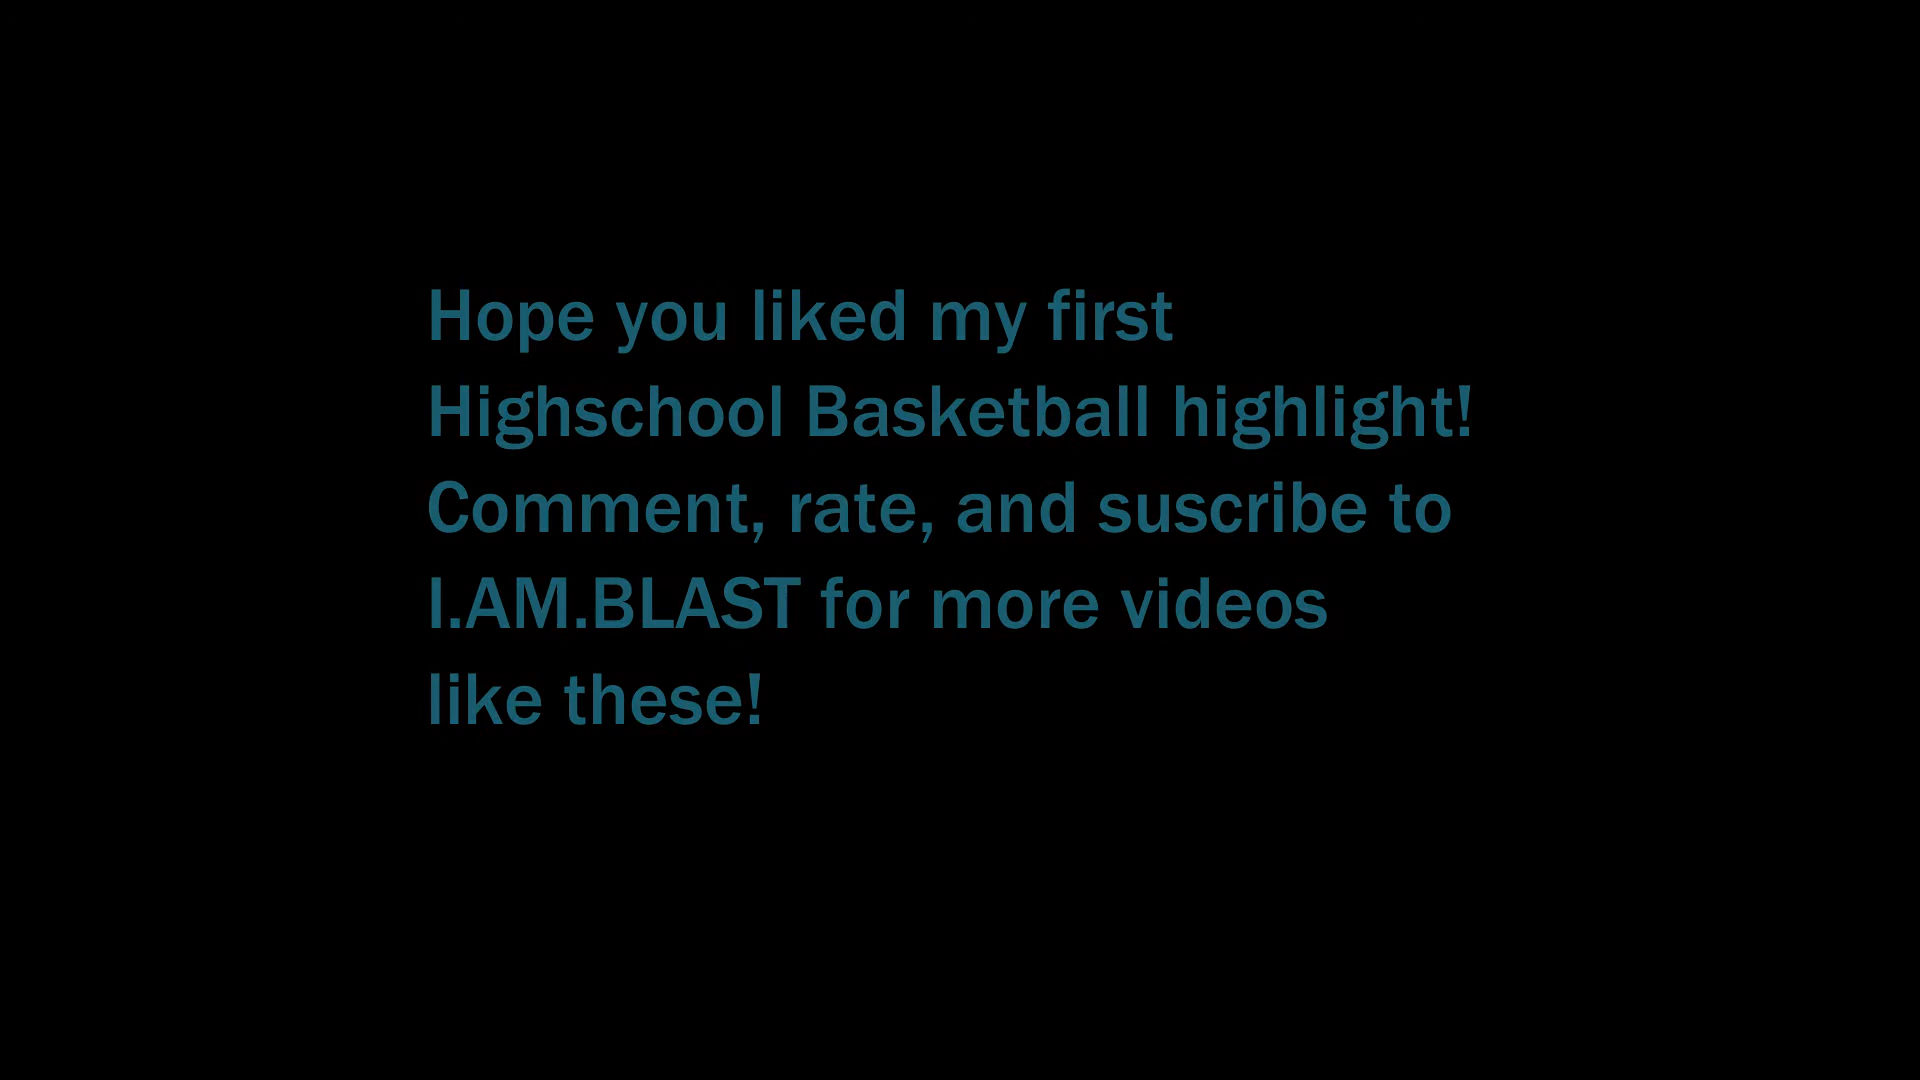 Hope you liked my first
Highschool Basketball highlight!
Comment, rate, and suscribe to
I.AM.BLAST for more videos
like these!